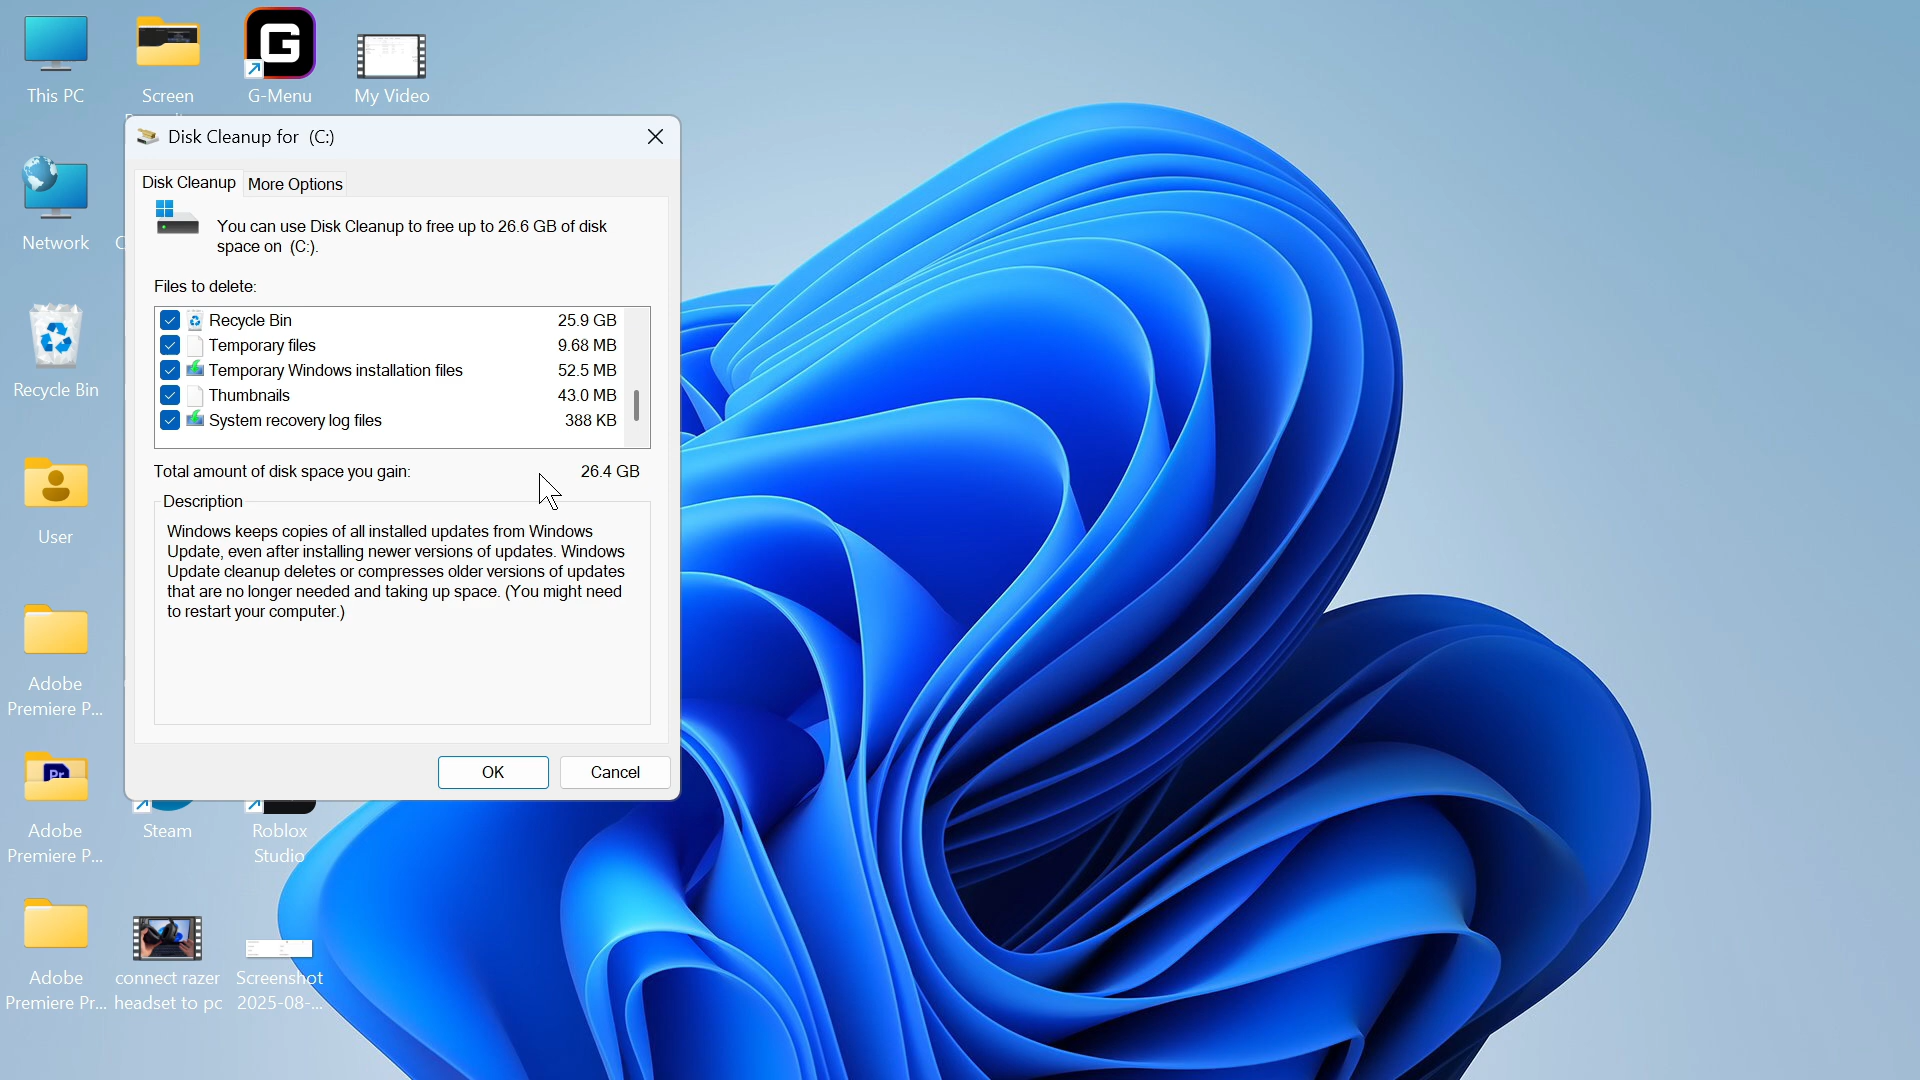 This PC
Screen
G-Menu
My Video
Network
Recycle Bin
User
Adobe
Premiere P...
Adobe
Premiere P...
Adobe
Premiere Pr...
Steam
Roblox
Studio
connect razer
headset to pc
Screenshot
2025-08-...
Disk Cleanup for (C:)
Disk Cleanup
More Options
You can use Disk Cleanup to free up to 26.6 GB of disk
space on (C:).
Files to delete:
Recycle Bin 25.9 GB
Temporary files 9.68 MB
Temporary Windows installation files 52.5 MB
Thumbnails 43.0 MB
System recovery log files 388 KB
Total amount of disk space you gain: 26.4 GB
Description
Windows keeps copies of all installed updates from Windows
Update, even after installing newer versions of updates. Windows
Update cleanup deletes or compresses older versions of updates
that are no longer needed and taking up space. (You might need
to restart your computer.)
OK
Cancel